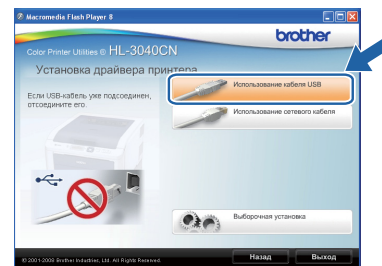 Macromedia Flash Player 8
brother
Color Printer Utilities © HL-3040CN
Установка драйвера принтера
Если USB-кабель уже подсоединен,
отсоедините его.
Использование кабеля USB
Использование сетевого кабеля
Выборочная установка
© 2001-2009 Brother Industries, Ltd. All Rights Reserved.
Назад
Выход